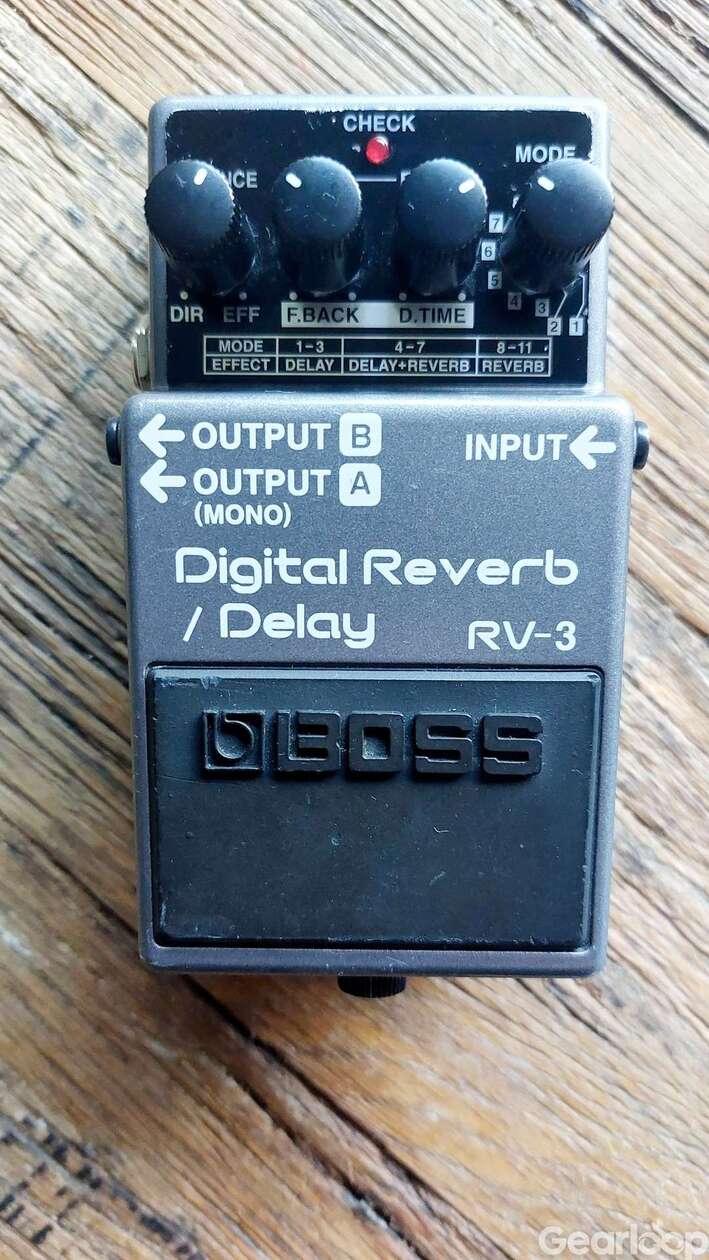 CHECK
MODE
DIR EFF F.BACK D.TIME
7
6
5
4
3
2 1
MODE 1-3 4-7 8-11
EFFECT DELAY DELAY+REVERB REVERB
OUTPUT B INPUT
OUTPUT A
(MONO)
Digital Reverb
/ Delay RV-3
BOSS
Gearloop